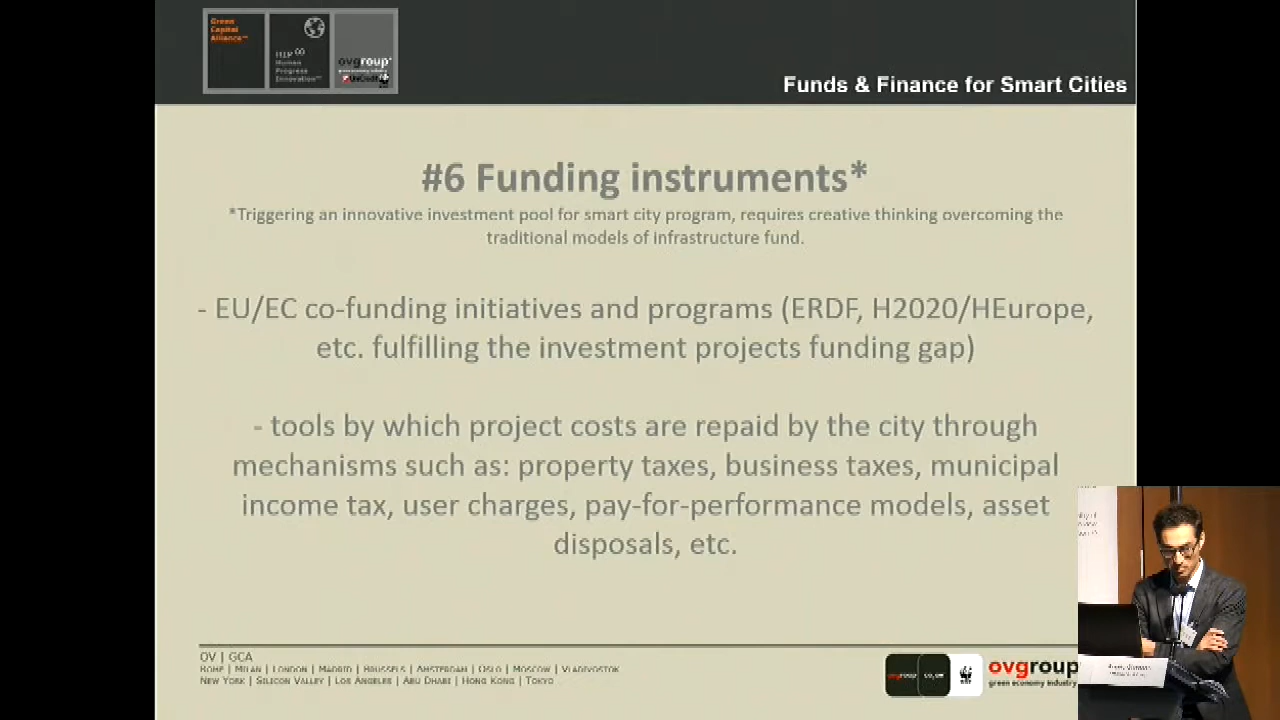 Green
Capital
Alliance™
H2P
Human
Progress
Innovation™
ovgroup
Funds & Finance for Smart Cities
#6 Funding instruments*
*Triggering an innovative investment pool for smart city program, requires creative thinking overcoming the
traditional models of infrastructure fund.
- EU/EC co-funding initiatives and programs (ERDF, H2020/HEurope,
etc. fulfilling the investment projects funding gap)
- tools by which project costs are repaid by the city through
mechanisms such as: property taxes, business taxes, municipal
income tax, user charges, pay-for-performance models, asset
disposals, etc.
OV | GCA
Rome | Milan | London | Madrid | Brussels | Amsterdam | Oslo | Moscow | Vladivostok
New York | Silicon Valley | Los Angeles | Abu Dhabi | Hong Kong | Tokyo
ovgroup
green economy industry